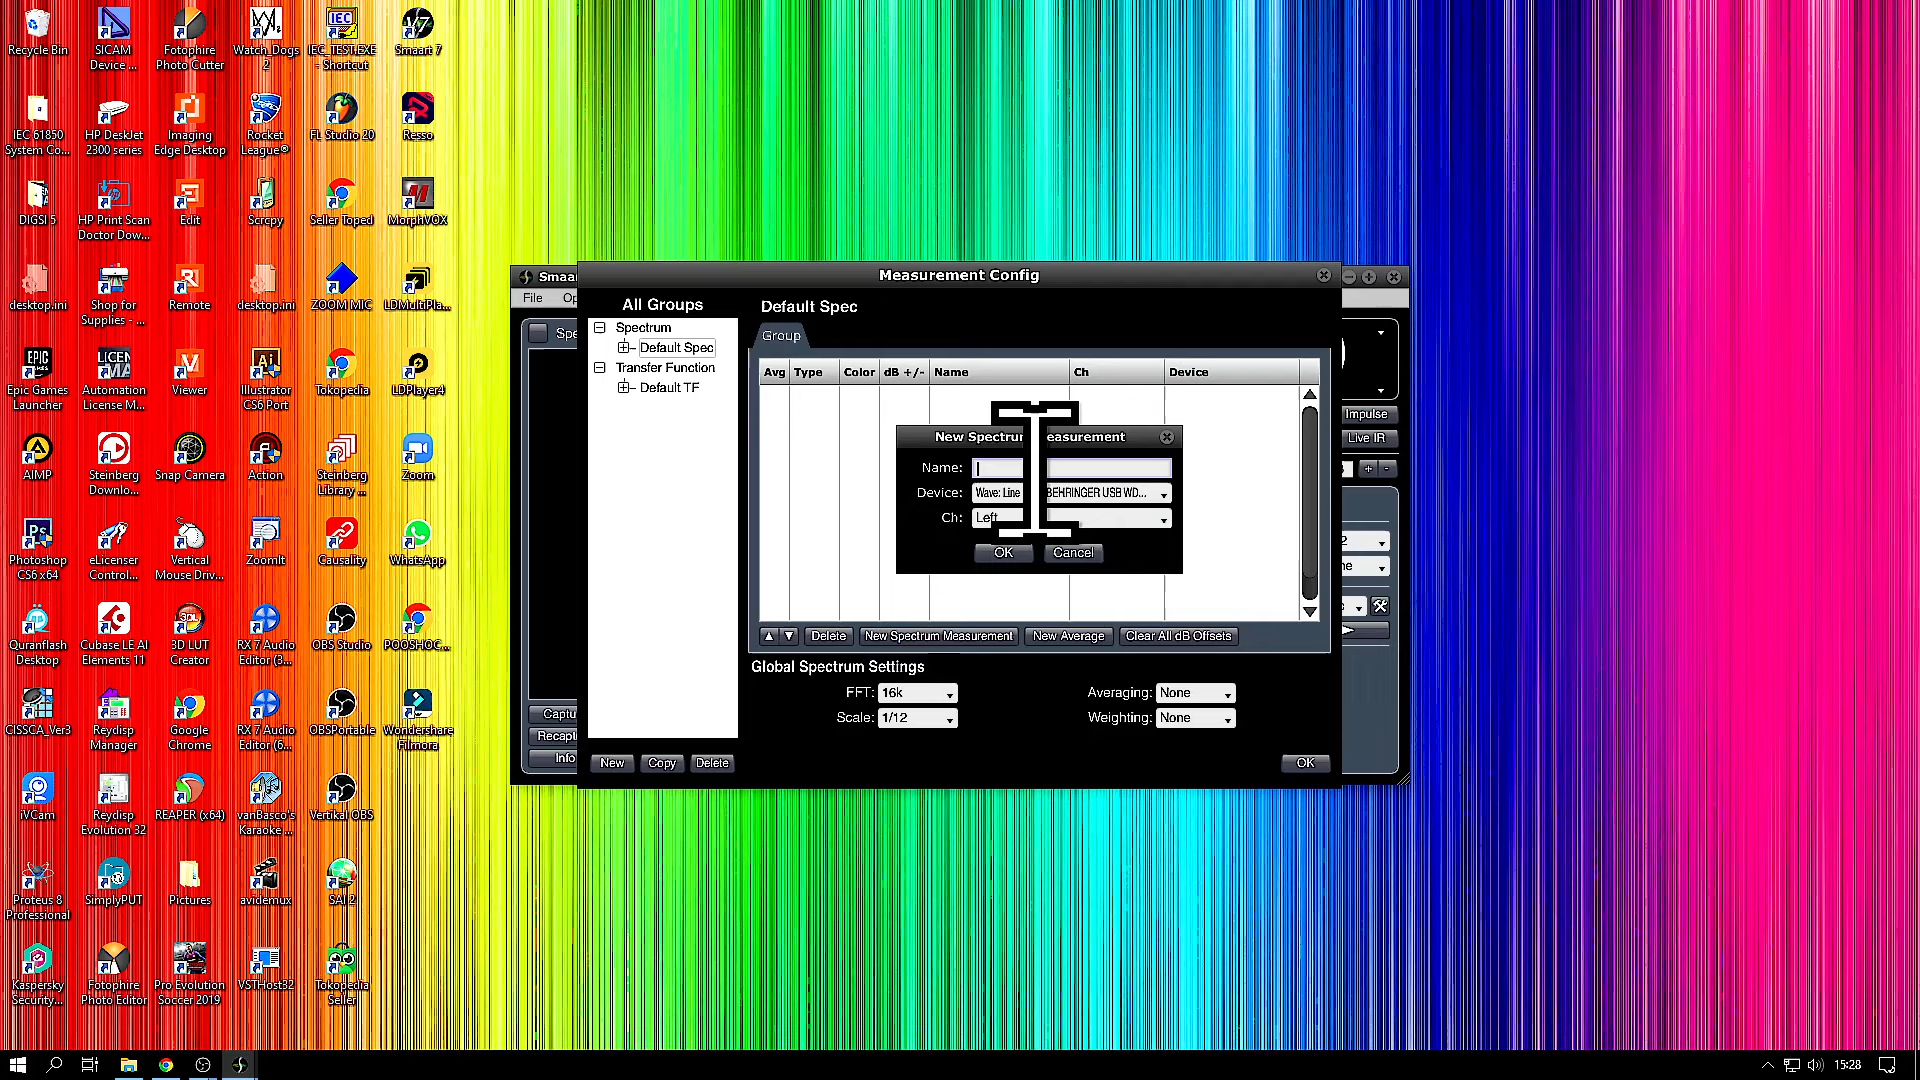 Recycle Bin
SICAM Device ...
Fotophire Photo Cutter
Watch_Dogs 2
IEC_TEST.EXE - Shortcut
Smaart 7
IEC 61850 System Co...
HP DeskJet 2300 series
Imaging Edge Desktop
Rocket League®
FL Studio 20
Resso
DIGSI 5
HP Print Scan Doctor Dow...
Edit
Scrcpy
Seller Toped
MorphVOX
desktop.ini
Shop for Supplies - ...
Remote
desktop.ini
ZOOM MIC
LDMultiPla...
Epic Games Launcher
Automation License M...
Viewer
Illustrator CS6 Port
Tokopedia
LDPlayer4
AIMP
Steinberg Downlo...
Snap Camera
Action
Steinberg Library ...
Zoom
Photoshop CS6 x64
eLicenser Control...
Vertical Mouse Driv...
ZoomIt
Causality
WhatsApp
Quranflash Desktop
Cubase LE AI Elements 11
3D LUT Creator
RX 7 Audio Editor (3...
OBS Studio
POOSHOC...
CISSCA_Ver3
Reydisp Manager
Google Chrome
RX 7 Audio Editor (6...
OBSPortable
Wondershare Filmora
iVCam
Reydisp Evolution 32
REAPER (x64)
vanBasco's Karaoke ...
Vertikal OBS
Proteus 8 Professional
SimplyPUT
Pictures
avidemux
SAI 2
Kaspersky Security...
Fotophire Photo Editor
Pro Evolution Soccer 2019
VSTHost32
Tokopedia Seller
Smaa
File Op
Spe
Captu
Recapt
Info
Measurement Config
All Groups
Spectrum
Default Spec
Transfer Function
Default TF
New Copy Delete
Default Spec
Group
Avg Type Color dB +/- Name Ch Device
New Spectru easurement
Name:
Device: Wave: Line BEHRINGER USB WD...
Ch: Left
OK Cancel
Delete New Spectrum Measurement New Average Clear All dB Offsets
Global Spectrum Settings
FFT: 16k Averaging: None
Scale: 1/12 Weighting: None
OK
Impulse
Live IR
+ -
2
ne
15:28